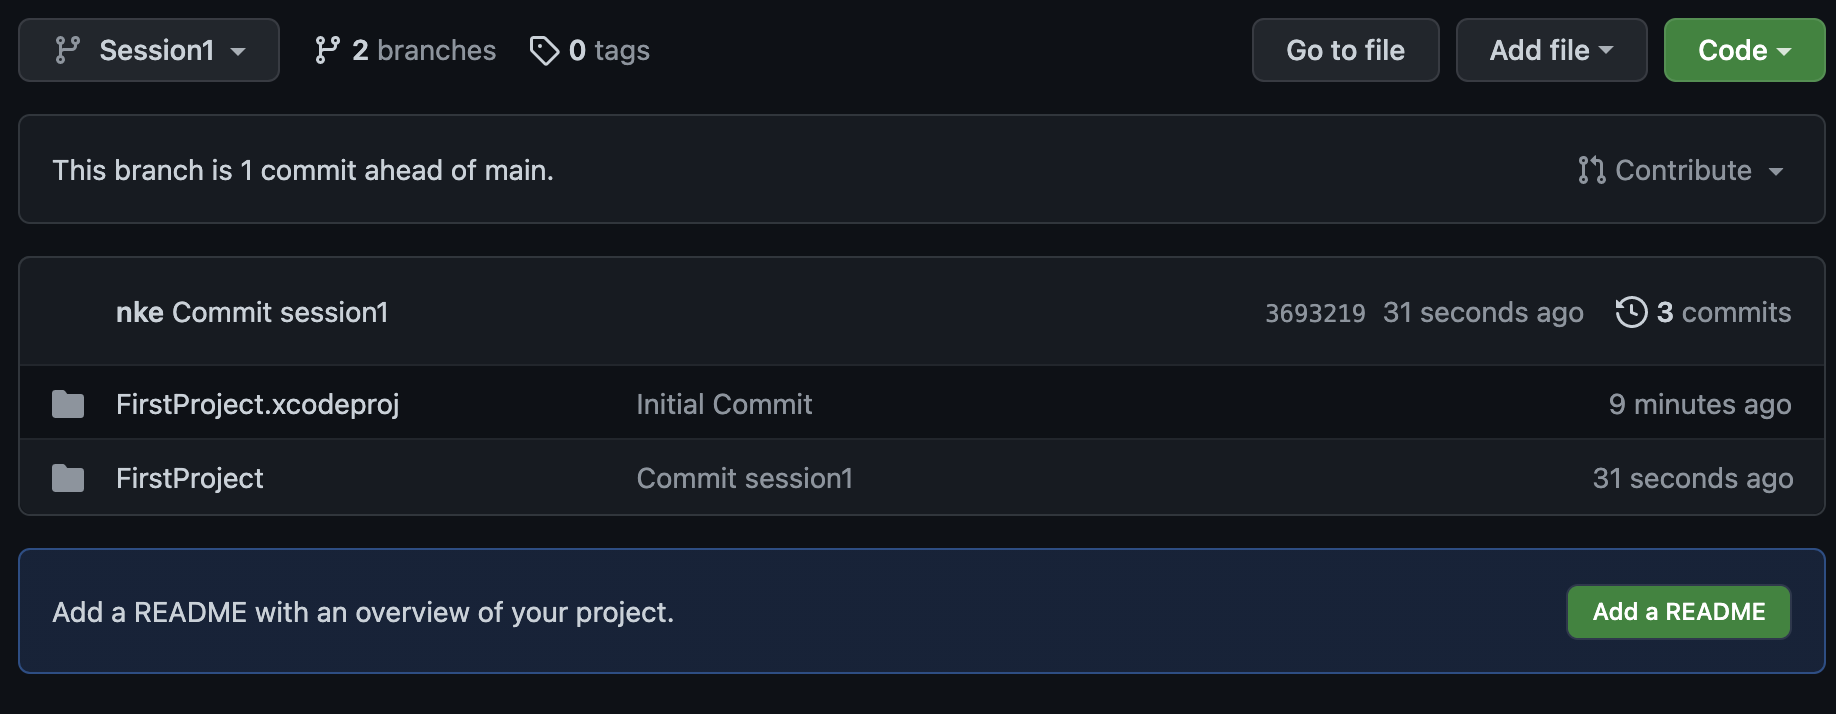 Session1 2 branches 0 tags Go to file Add file Code
This branch is 1 commit ahead of main. Contribute
nke Commit session1 3693219 31 seconds ago 3 commits
FirstProject.xcodeproj Initial Commit 9 minutes ago
FirstProject Commit session1 31 seconds ago
Add a README with an overview of your project. Add a README